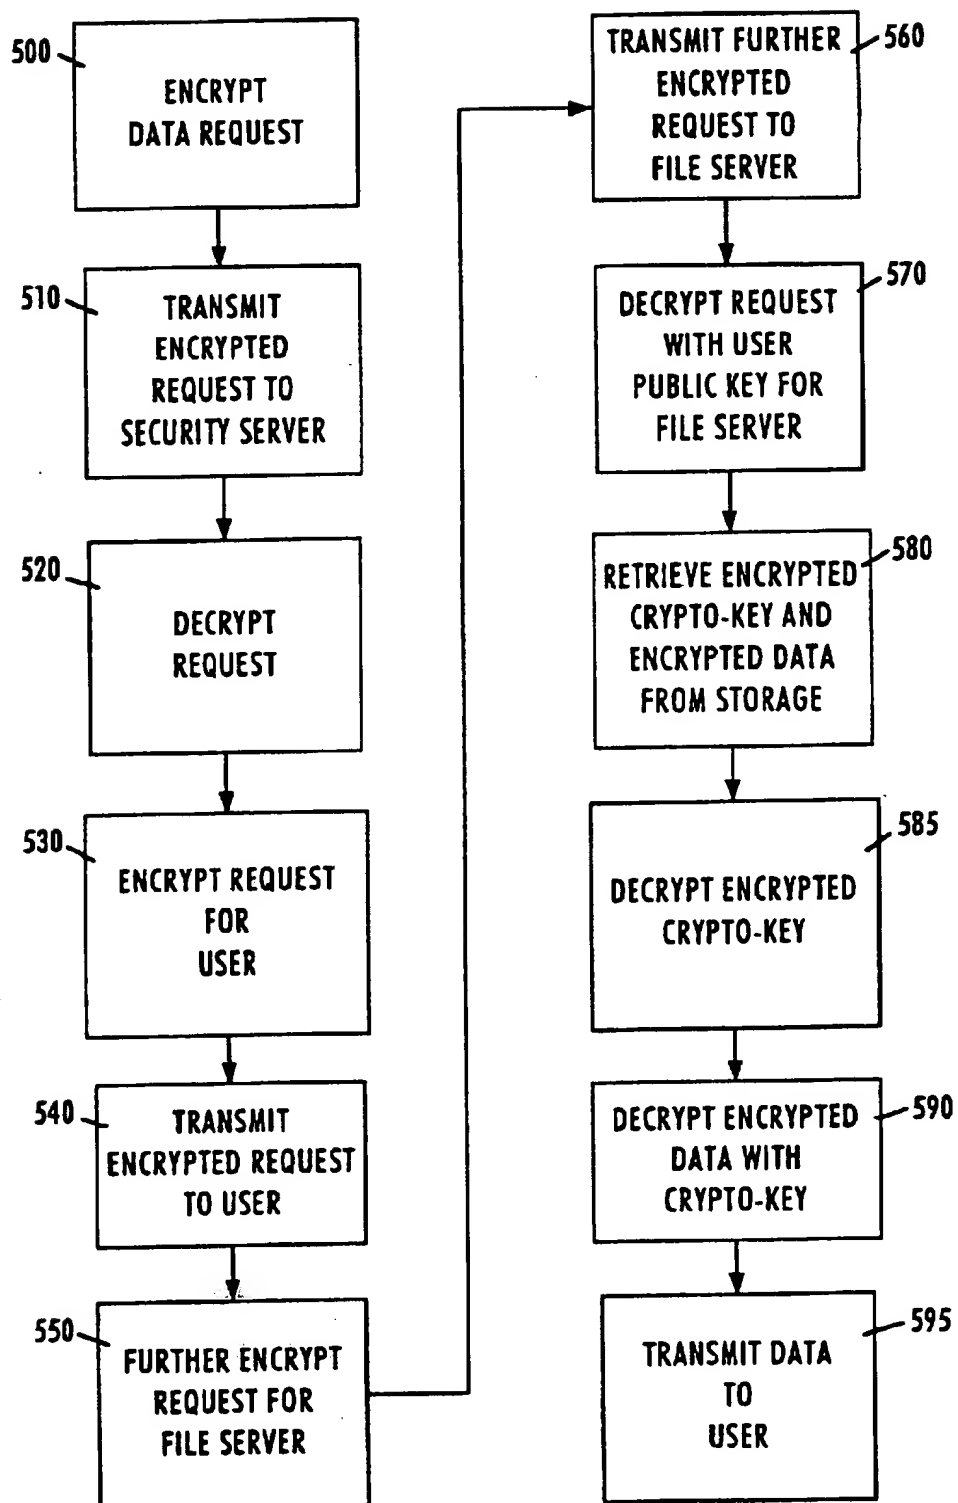 500
ENCRYPT
DATA REQUEST
510
TRANSMIT
ENCRYPTED
REQUEST TO
SECURITY SERVER
520
DECRYPT
REQUEST
530
ENCRYPT REQUEST
FOR
USER
540
TRANSMIT
ENCRYPTED REQUEST
TO USER
550
FURTHER ENCRYPT
REQUEST FOR
FILE SERVER
560
TRANSMIT FURTHER
ENCRYPTED
REQUEST TO
FILE SERVER
570
DECRYPT REQUEST
WITH USER
PUBLIC KEY FOR
FILE SERVER
580
RETRIEVE ENCRYPTED
CRYPTO-KEY AND
ENCRYPTED DATA
FROM STORAGE
585
DECRYPT ENCRYPTED
CRYPTO-KEY
590
DECRYPT ENCRYPTED
DATA WITH
CRYPTO-KEY
595
TRANSMIT DATA
TO
USER